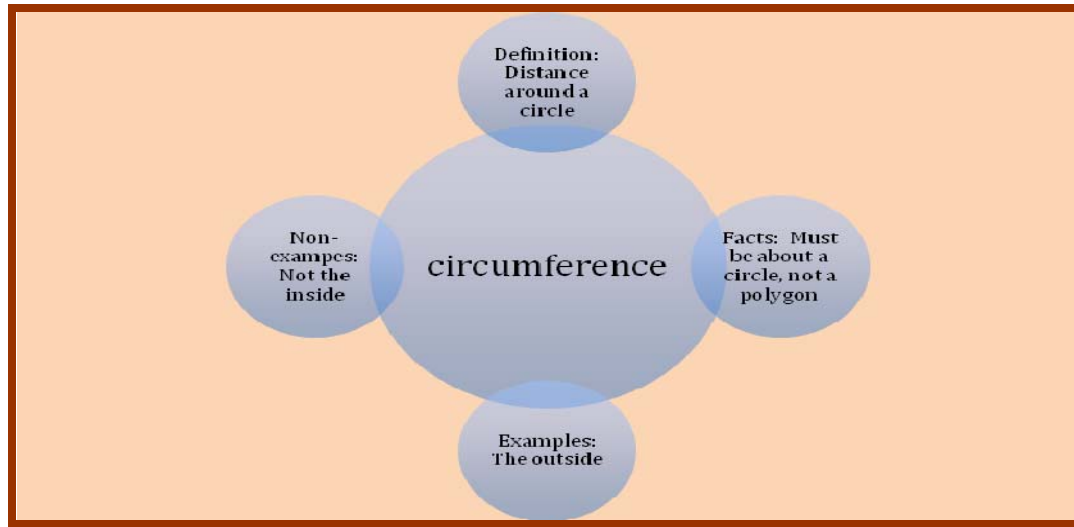 Definition:
Distance
around a
circle
Non-
exampes:
Not the
inside
circumference
Facts:  Must
be about a
circle, not a
polygon
Examples:
The outside